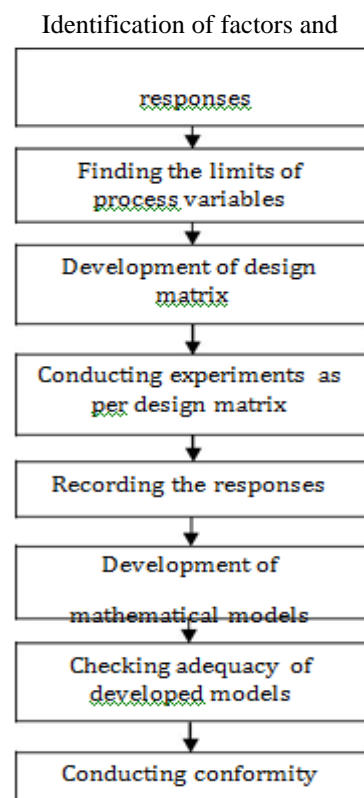 Identification of factors and
responses
Finding the limits of
process variables
Development of design
matrix
Conducting experiments as
per design matrix
Recording the responses
Development of
mathematical models
Checking adequacy of
developed models
Conducting conformity